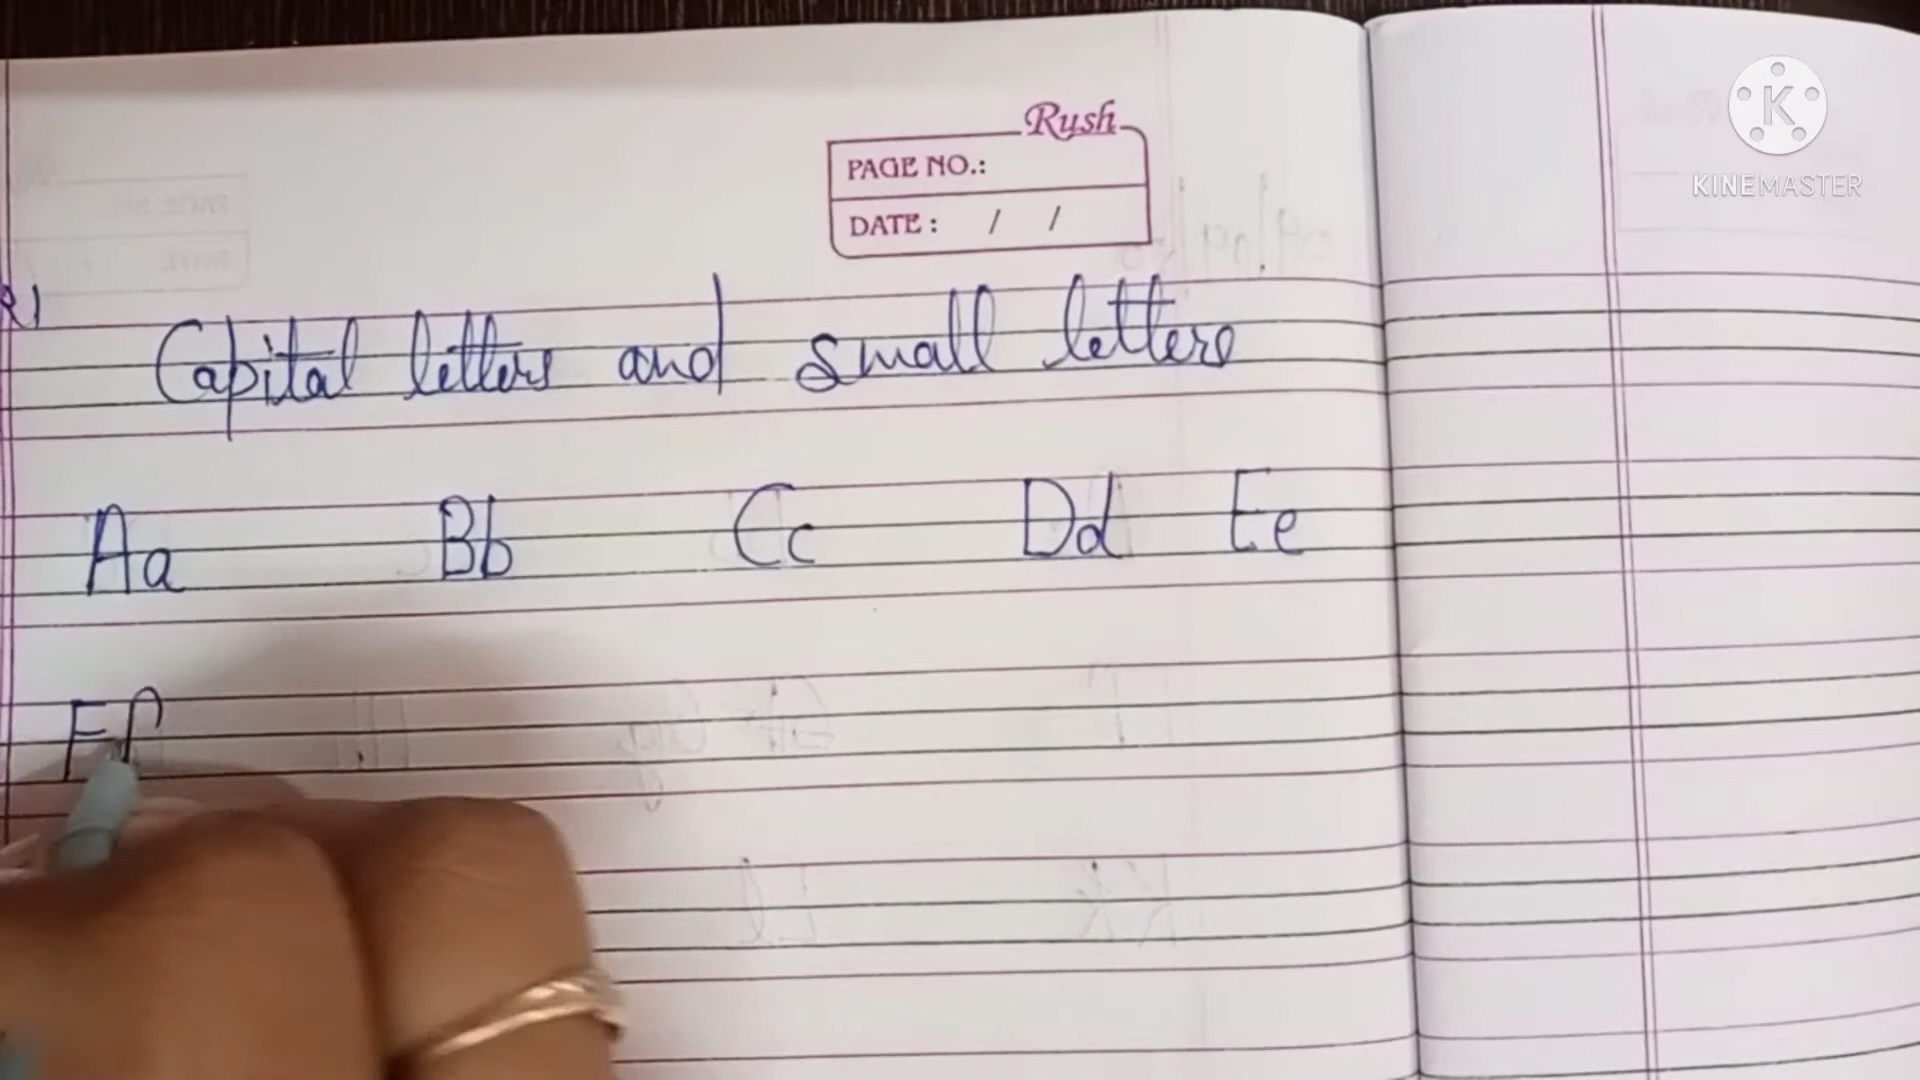 Rush
PAGE NO.:
DATE : / /
KINEMASTER
Capital letters and small letters
Aa Bb Cc Dd Ee
Ff